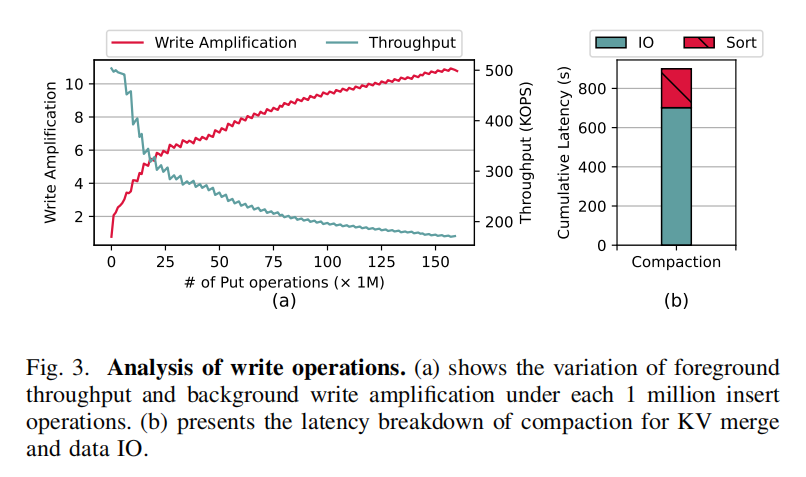 Write Amplification Throughput
IO Sort
10
8
6
4
2
Write Amplification
500
400
300
200
Throughput (KOPS)
0 25 50 75 100 125 150
# of Put operations (× 1M)
(a)
Cumulative Latency (s)
800
600
400
200
0
Compaction
(b)
Fig. 3. Analysis of write operations. (a) shows the variation of foreground
throughput and background write amplification under each 1 million insert
operations. (b) presents the latency breakdown of compaction for KV merge
and data IO.